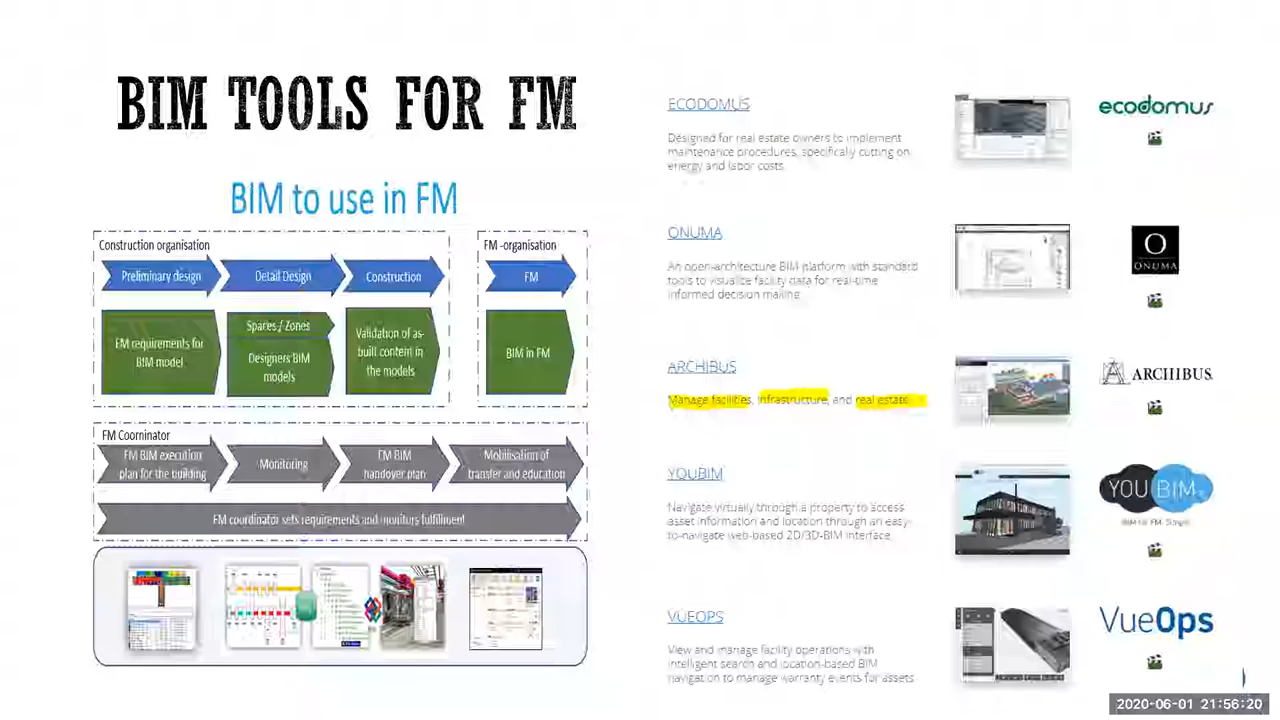 BIM TOOLS FOR FM
BIM to use in FM
Construction organisation
FM -organisation
Preliminary design
Detail Design
Construction
FM
FM requirements for
BIM model
Spaces / Zones
Designers BIM
models
Validation of as-
built content in
the models
BIM in FM
FM Coorninator
FM BIM execution
plan for the building
Monitoring
FM BIM
handover plan
Mobilisation of
transfer and education
FM coordinator sets requirements and monitors fulfillment
ECODOMUS
Designed for real estate owners to implement
maintenance procedures, specifically cutting on
energy and labor costs.
ecodomus
ONUMA
An open-architecture BIM platform with standard
tools to visualize facility data for real-time
informed decision making.
O
ONUMA
ARCHIBUS
Manage facilities, infrastructure, and real estate.
ARCHIBUS
YOUBIM
Navigate virtually through a property to access
asset information and location through an easy-
to-navigate web-based 2D/3D-BIM interface.
YOUBIM
BIM for FM. Simple.
VUEOPS
View and manage facility operations with
intelligent search and location-based BIM
navigation to manage warranty events for assets.
VueOps
2020-06-01 21:56:20